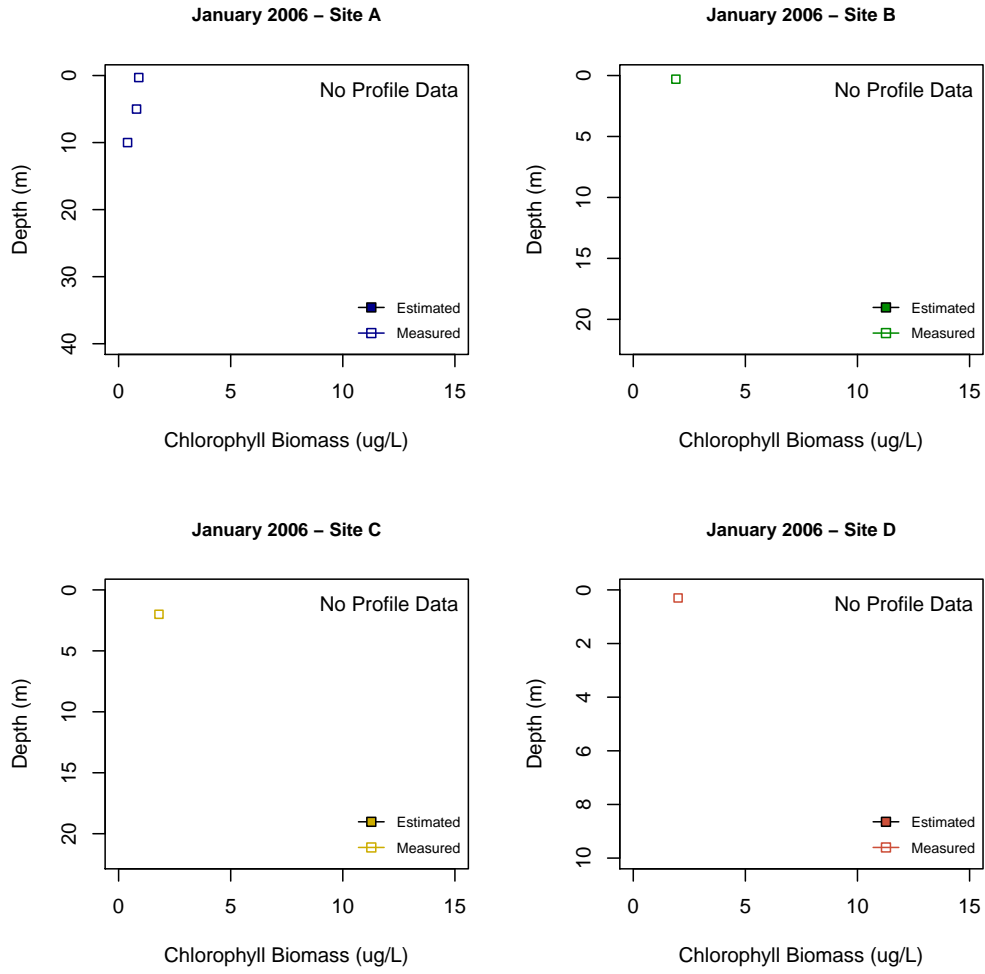 January 2006 – Site A
No Profile Data
0
10
20
30
40
Depth (m)
Estimated
Measured
0 5 10 15
Chlorophyll Biomass (ug/L)
January 2006 – Site B
No Profile Data
0
5
10
15
20
Depth (m)
Estimated
Measured
0 5 10 15
Chlorophyll Biomass (ug/L)
January 2006 – Site C
No Profile Data
0
5
10
15
20
Depth (m)
Estimated
Measured
0 5 10 15
Chlorophyll Biomass (ug/L)
January 2006 – Site D
No Profile Data
0
2
4
6
8
10
Depth (m)
Estimated
Measured
0 5 10 15
Chlorophyll Biomass (ug/L)